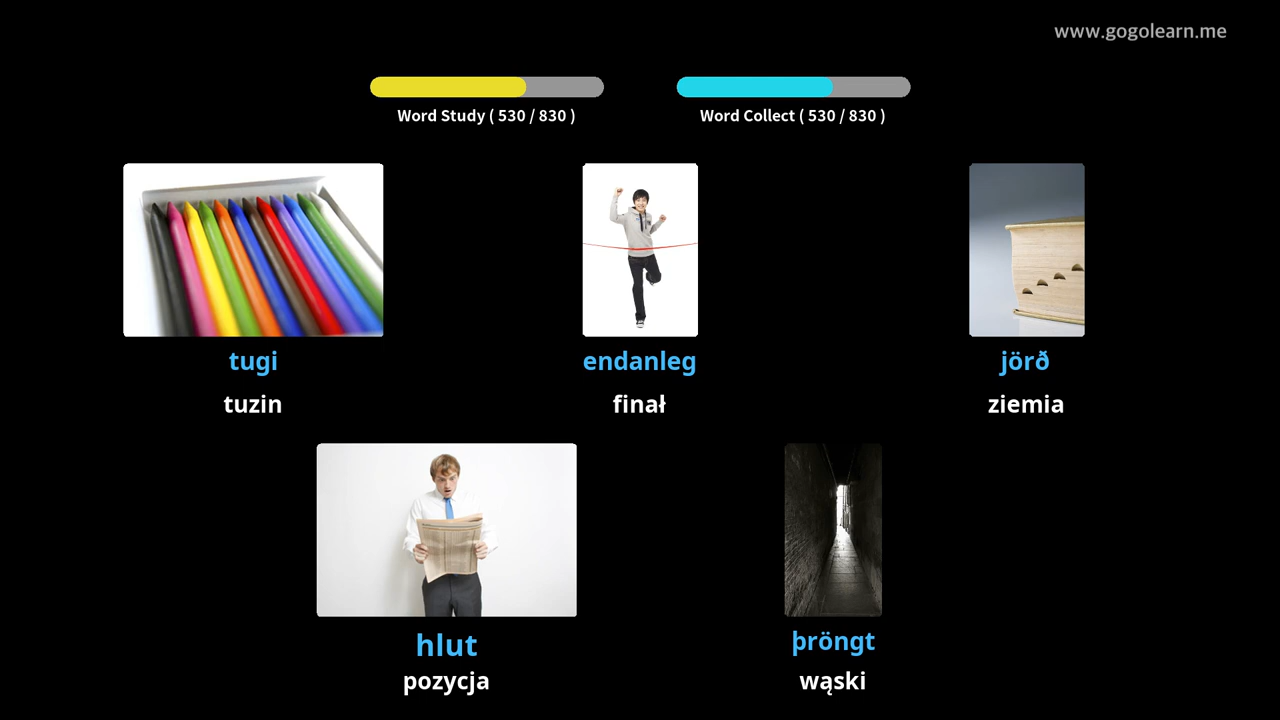 www.gogolearn.me
Word Study ( 530 / 830 )
Word Collect ( 530 / 830 )
tugi
tuzin
endanleg
finał
jörð
ziemia
hlut
pozycja
þröngt
wąski